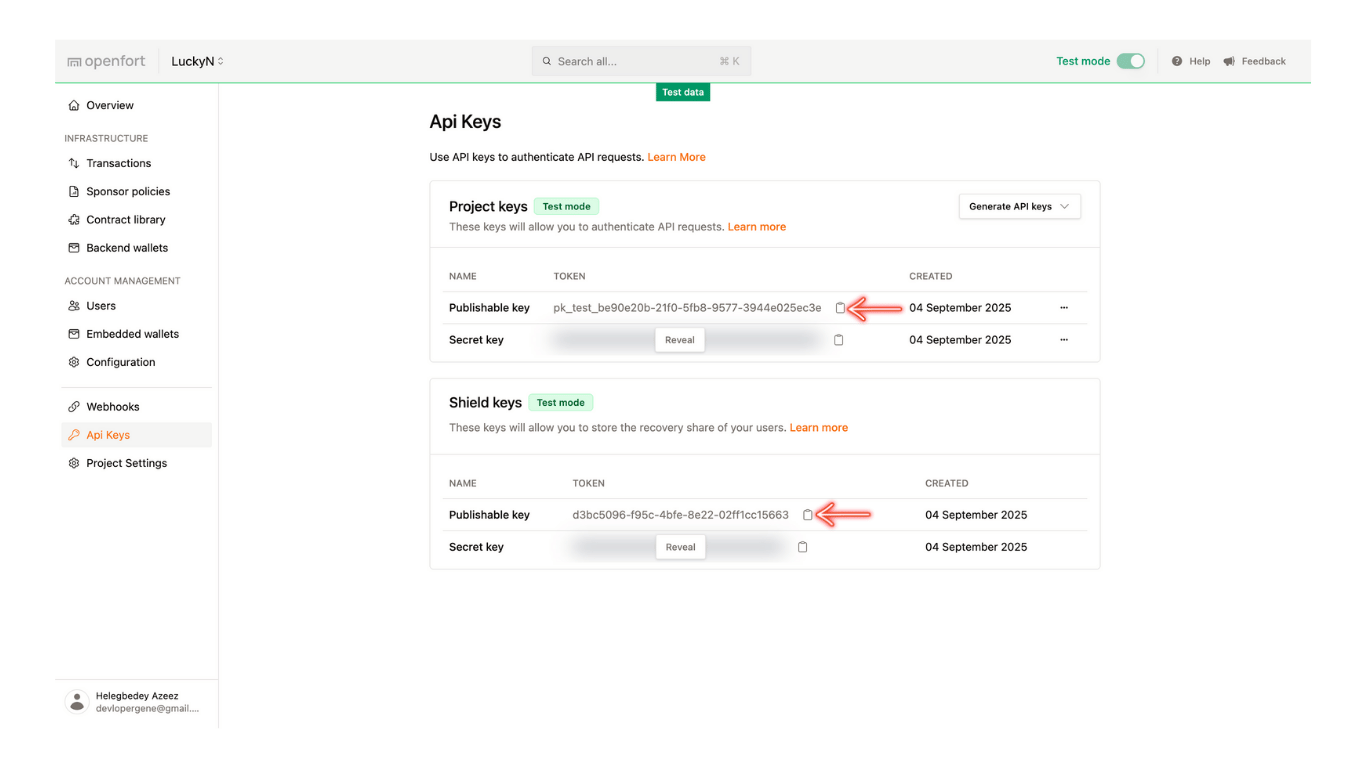 openfort LuckyN Search all... ⌘ K Test mode Help Feedback
Test data
Overview
INFRASTRUCTURE
Transactions
Sponsor policies
Contract library
Backend wallets
ACCOUNT MANAGEMENT
Users
Embedded wallets
Configuration
Webhooks
Api Keys
Project Settings
Helegbedey Azeez
devlopergene@gmail....
Api Keys
Use API keys to authenticate API requests. Learn More
Project keys Test mode Generate API keys
These keys will allow you to authenticate API requests. Learn more
NAME TOKEN CREATED
Publishable key pk_test_be90e20b-21f0-5fb8-9577-3944e025ec3e 04 September 2025 ...
Secret key Reveal 04 September 2025 ...
Shield keys Test mode
These keys will allow you to store the recovery share of your users. Learn more
NAME TOKEN CREATED
Publishable key d3bc5096-f95c-4bfe-8e22-02ff1cc15663 04 September 2025
Secret key Reveal 04 September 2025